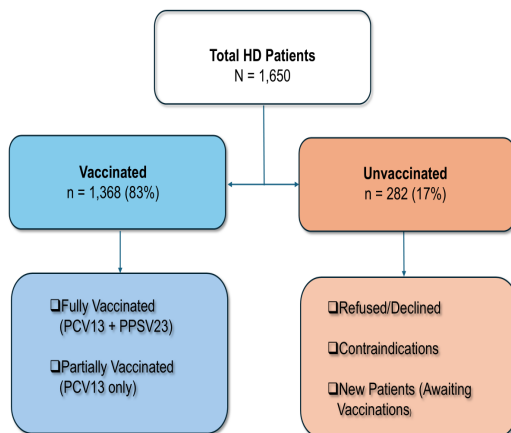 Total HD Patients
N = 1,650
Vaccinated
n = 1,368 (83%)
Unvaccinated
n = 282 (17%)
❑Fully Vaccinated
(PCV13 + PPSV23)
❑Partially Vaccinated
(PCV13 only)
❑Refused/Declined
❑Contraindications
❑New Patients (Awaiting
Vaccinations)